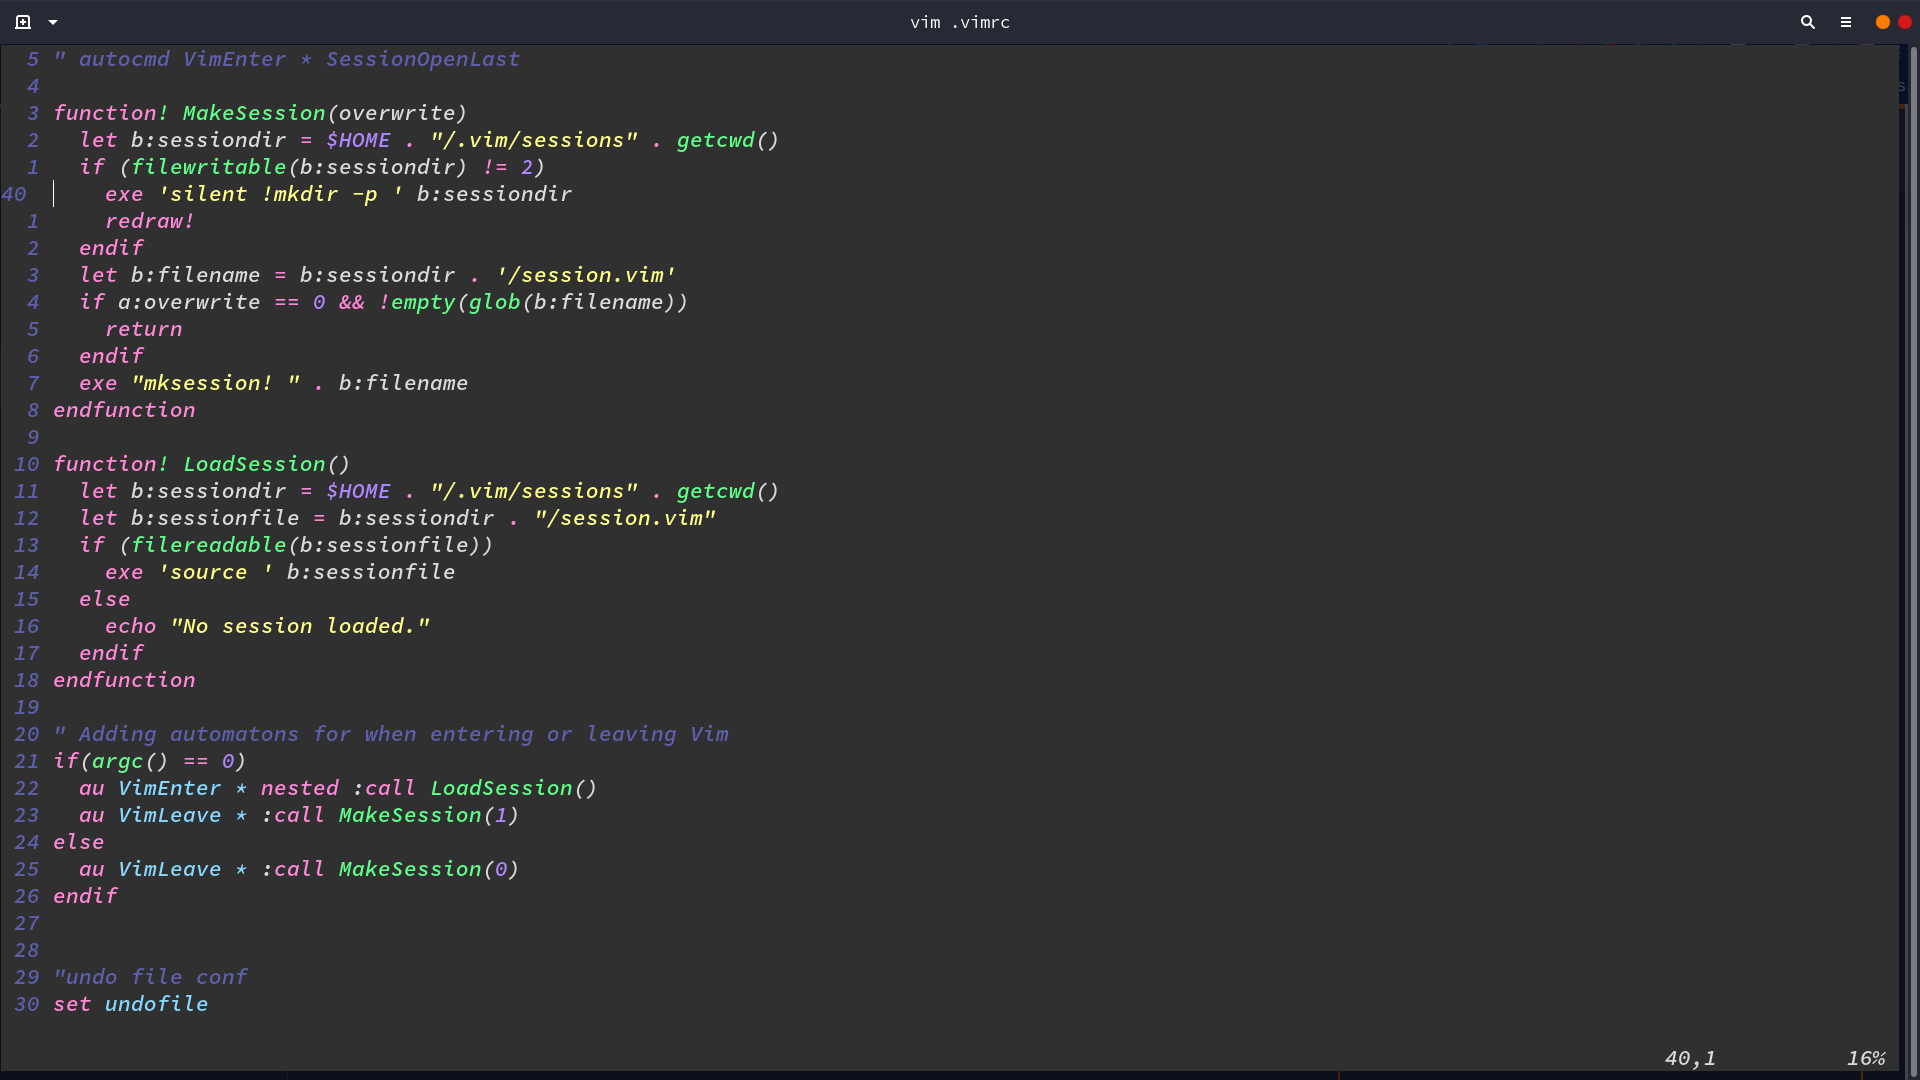 vim .vimrc
5 " autocmd VimEnter * SessionOpenLast
4
3 function! MakeSession(overwrite)
2   let b:sessiondir = $HOME . "/.vim/sessions" . getcwd()
1   if (filewritable(b:sessiondir) != 2)
40     exe 'silent !mkdir -p ' b:sessiondir
1     redraw!
2   endif
3   let b:filename = b:sessiondir . '/session.vim'
4   if a:overwrite == 0 && !empty(glob(b:filename))
5     return
6   endif
7   exe "mksession! " . b:filename
8 endfunction
9
10 function! LoadSession()
11   let b:sessiondir = $HOME . "/.vim/sessions" . getcwd()
12   let b:sessionfile = b:sessiondir . "/session.vim"
13   if (filereadable(b:sessionfile))
14     exe 'source ' b:sessionfile
15   else
16     echo "No session loaded."
17   endif
18 endfunction
19
20 " Adding automatons for when entering or leaving Vim
21 if(argc() == 0)
22   au VimEnter * nested :call LoadSession()
23   au VimLeave * :call MakeSession(1)
24 else
25   au VimLeave * :call MakeSession(0)
26 endif
27
28
29 "undo file conf
30 set undofile
40,1 16%